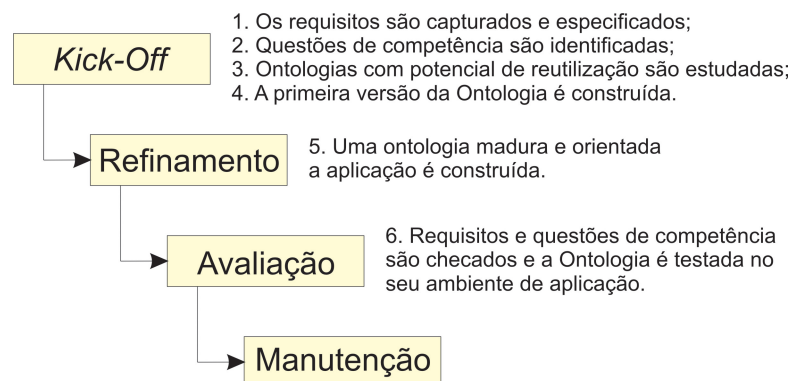 Kick-Off
1. Os requisitos são capturados e especificados;
2. Questões de competência são identificadas;
3. Ontologias com potencial de reutilização são estudadas;
4. A primeira versão da Ontologia é construída.
Refinamento
5. Uma ontologia madura e orientada
a aplicação é construída.
Avaliação
6. Requisitos e questões de competência
são checados e a Ontologia é testada no
seu ambiente de aplicação.
Manutenção